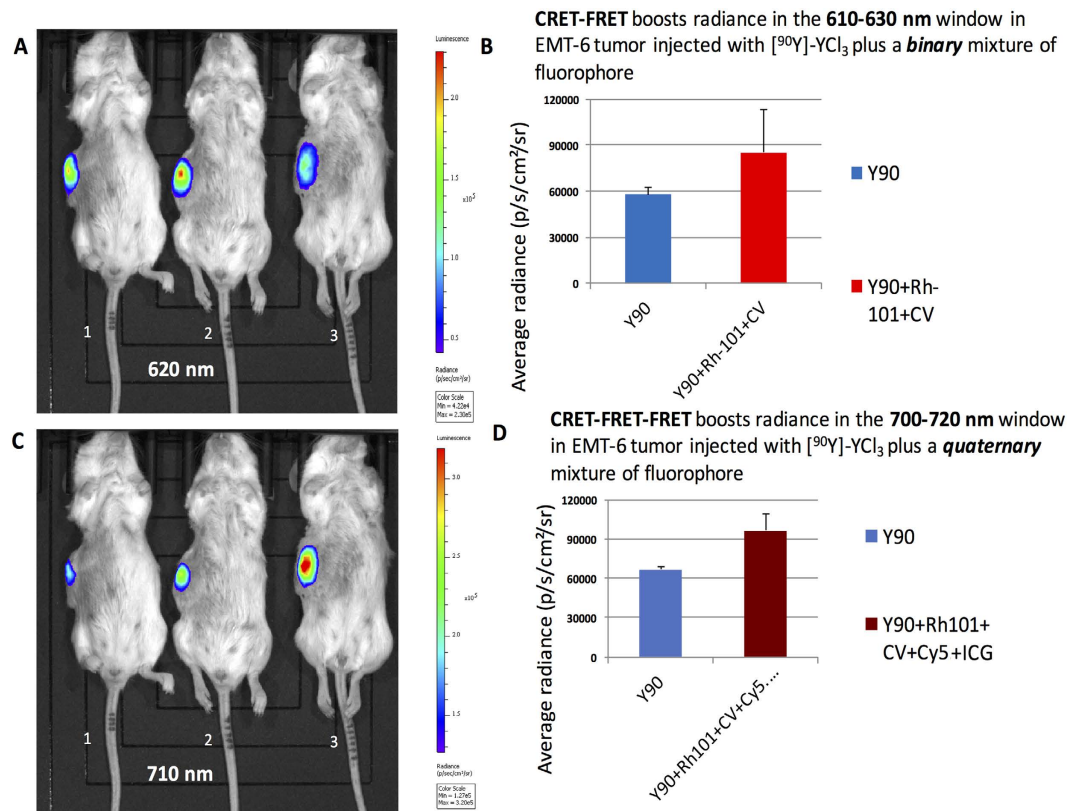 A
Luminescence
2.0
1.5
×10⁵
1.0
0.5
Radiance
(p/sec/cm²/sr)
Color Scale
Min = 4.22e4
Max = 2.30e5
1
2
3
620 nm
B
CRET-FRET boosts radiance in the 610-630 nm window in
EMT-6 tumor injected with [⁹⁰Y]-YCl₃ plus a binary mixture of
fluorophore
Average radiance (p/s/cm²/sr)
120000
90000
60000
30000
0
Y90
Y90+Rh-101+CV
Y90
Y90+Rh-
101+CV
C
Luminescence
3.0
2.5
×10⁵
2.0
1.5
Radiance
(p/sec/cm²/sr)
Color Scale
Min = 1.27e5
Max = 3.20e5
1
2
3
710 nm
D
CRET-FRET-FRET boosts radiance in the 700-720 nm window
in EMT-6 tumor injected with [⁹⁰Y]-YCl₃ plus a quaternary
mixture of fluorophore
Average radiance (p/s/cm²/sr)
120000
90000
60000
30000
0
Y90
Y90+Rh101+CV+Cy5....
Y90
Y90+Rh101+
CV+Cy5+ICG